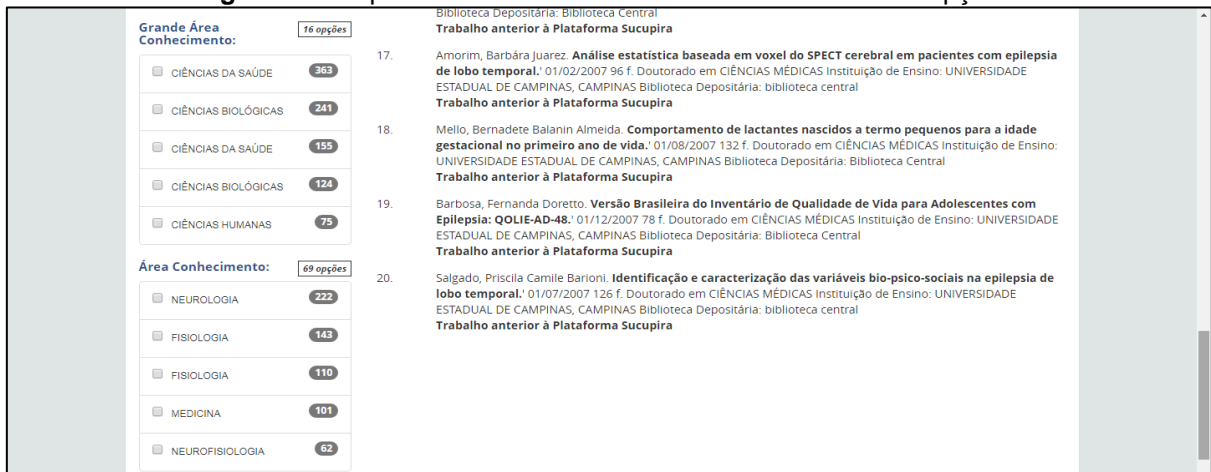 Biblioteca Depositária: Biblioteca Central
Trabalho anterior à Plataforma Sucupira
Grande Área Conhecimento:
16 opções
CIÊNCIAS DA SAÚDE 363
CIÊNCIAS BIOLÓGICAS 241
CIÊNCIAS DA SAÚDE 155
CIÊNCIAS BIOLÓGICAS 124
CIÊNCIAS HUMANAS 75
Área Conhecimento:
69 opções
NEUROLOGIA 222
FISIOLOGIA 143
FISIOLOGIA 110
MEDICINA 101
NEUROFISIOLOGIA 62
17. Amorim, Barbára Juarez. Análise estatística baseada em voxel do SPECT cerebral em pacientes com epilepsia
de lobo temporal.' 01/02/2007 96 f. Doutorado em CIÊNCIAS MÉDICAS Instituição de Ensino: UNIVERSIDADE
ESTADUAL DE CAMPINAS, CAMPINAS Biblioteca Depositária: biblioteca central
Trabalho anterior à Plataforma Sucupira
18. Mello, Bernadete Balanin Almeida. Comportamento de lactantes nascidos a termo pequenos para a idade
gestacional no primeiro ano de vida.' 01/08/2007 132 f. Doutorado em CIÊNCIAS MÉDICAS Instituição de Ensino:
UNIVERSIDADE ESTADUAL DE CAMPINAS, CAMPINAS Biblioteca Depositária: Biblioteca Central
Trabalho anterior à Plataforma Sucupira
19. Barbosa, Fernanda Doretto. Versão Brasileira do Inventário de Qualidade de Vida para Adolescentes com
Epilepsia: QOLIE-AD-48.' 01/12/2007 78 f. Doutorado em CIÊNCIAS MÉDICAS Instituição de Ensino: UNIVERSIDADE
ESTADUAL DE CAMPINAS, CAMPINAS Biblioteca Depositária: Biblioteca Central
Trabalho anterior à Plataforma Sucupira
20. Salgado, Priscila Camile Barioni. Identificação e caracterização das variáveis bio-psico-sociais na epilepsia de
lobo temporal.' 01/07/2007 126 f. Doutorado em CIÊNCIAS MÉDICAS Instituição de Ensino: UNIVERSIDADE
ESTADUAL DE CAMPINAS, CAMPINAS Biblioteca Depositária: biblioteca central
Trabalho anterior à Plataforma Sucupira